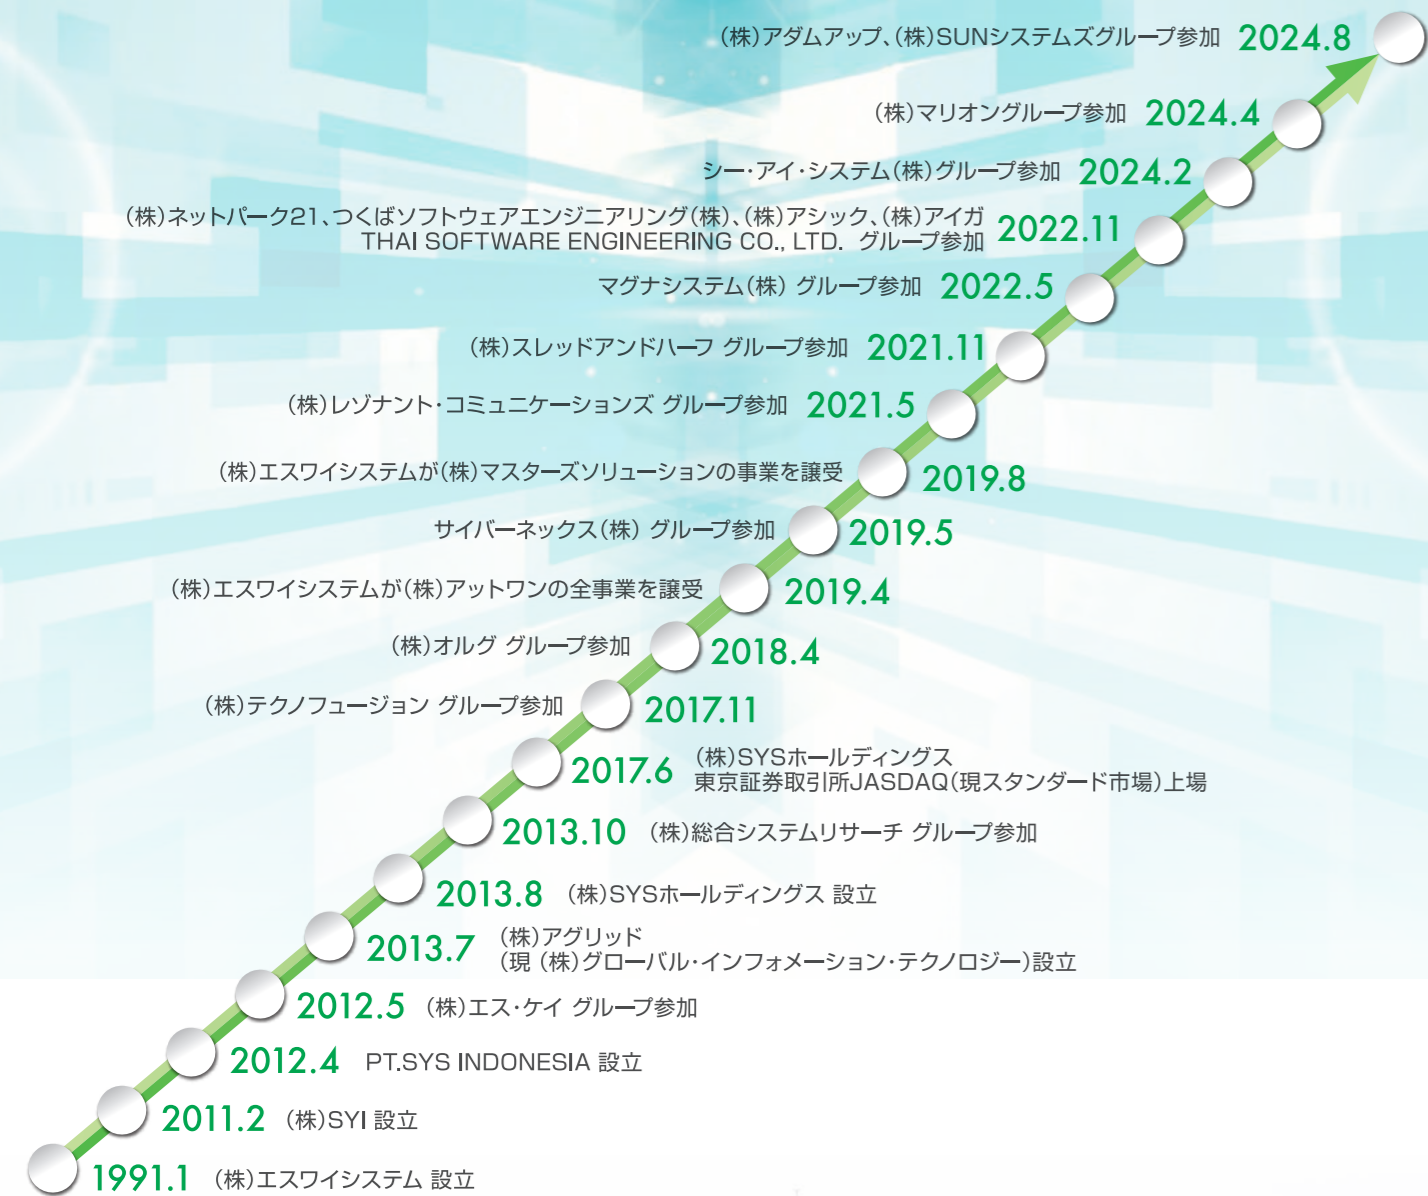 (株)アダムアップ、(株)SUNシステムズグループ参加 2024.8
(株)マリオングループ参加 2024.4
シー・アイ・システム(株)グループ参加 2024.2
(株)ネットパーク21、つくばソフトウェアエンジニアリング(株)、(株)アシック、(株)アイガ
THAI SOFTWARE ENGINEERING CO., LTD. グループ参加 2022.11
マグナシステム(株) グループ参加 2022.5
(株)スレッドアンドハーフ グループ参加 2021.11
(株)レゾナント・コミュニケーションズ グループ参加 2021.5
(株)エスワイシステムが(株)マスターズソリューションの事業を譲受 2019.8
サイバーネックス(株) グループ参加 2019.5
(株)エスワイシステムが(株)アットワンの全事業を譲受 2019.4
(株)オルグ グループ参加 2018.4
(株)テクノフュージョン グループ参加 2017.11
2017.6 (株)SYSホールディングス
東京証券取引所JASDAQ(現スタンダード市場)上場
2013.10 (株)総合システムリサーチ グループ参加
2013.8 (株)SYSホールディングス 設立
2013.7 (株)アグリッド
(現 (株)グローバル・インフォメーション・テクノロジー)設立
2012.5 (株)エス・ケイ グループ参加
2012.4 PT.SYS INDONESIA 設立
2011.2 (株)SYI 設立
1991.1 (株)エスワイシステム 設立